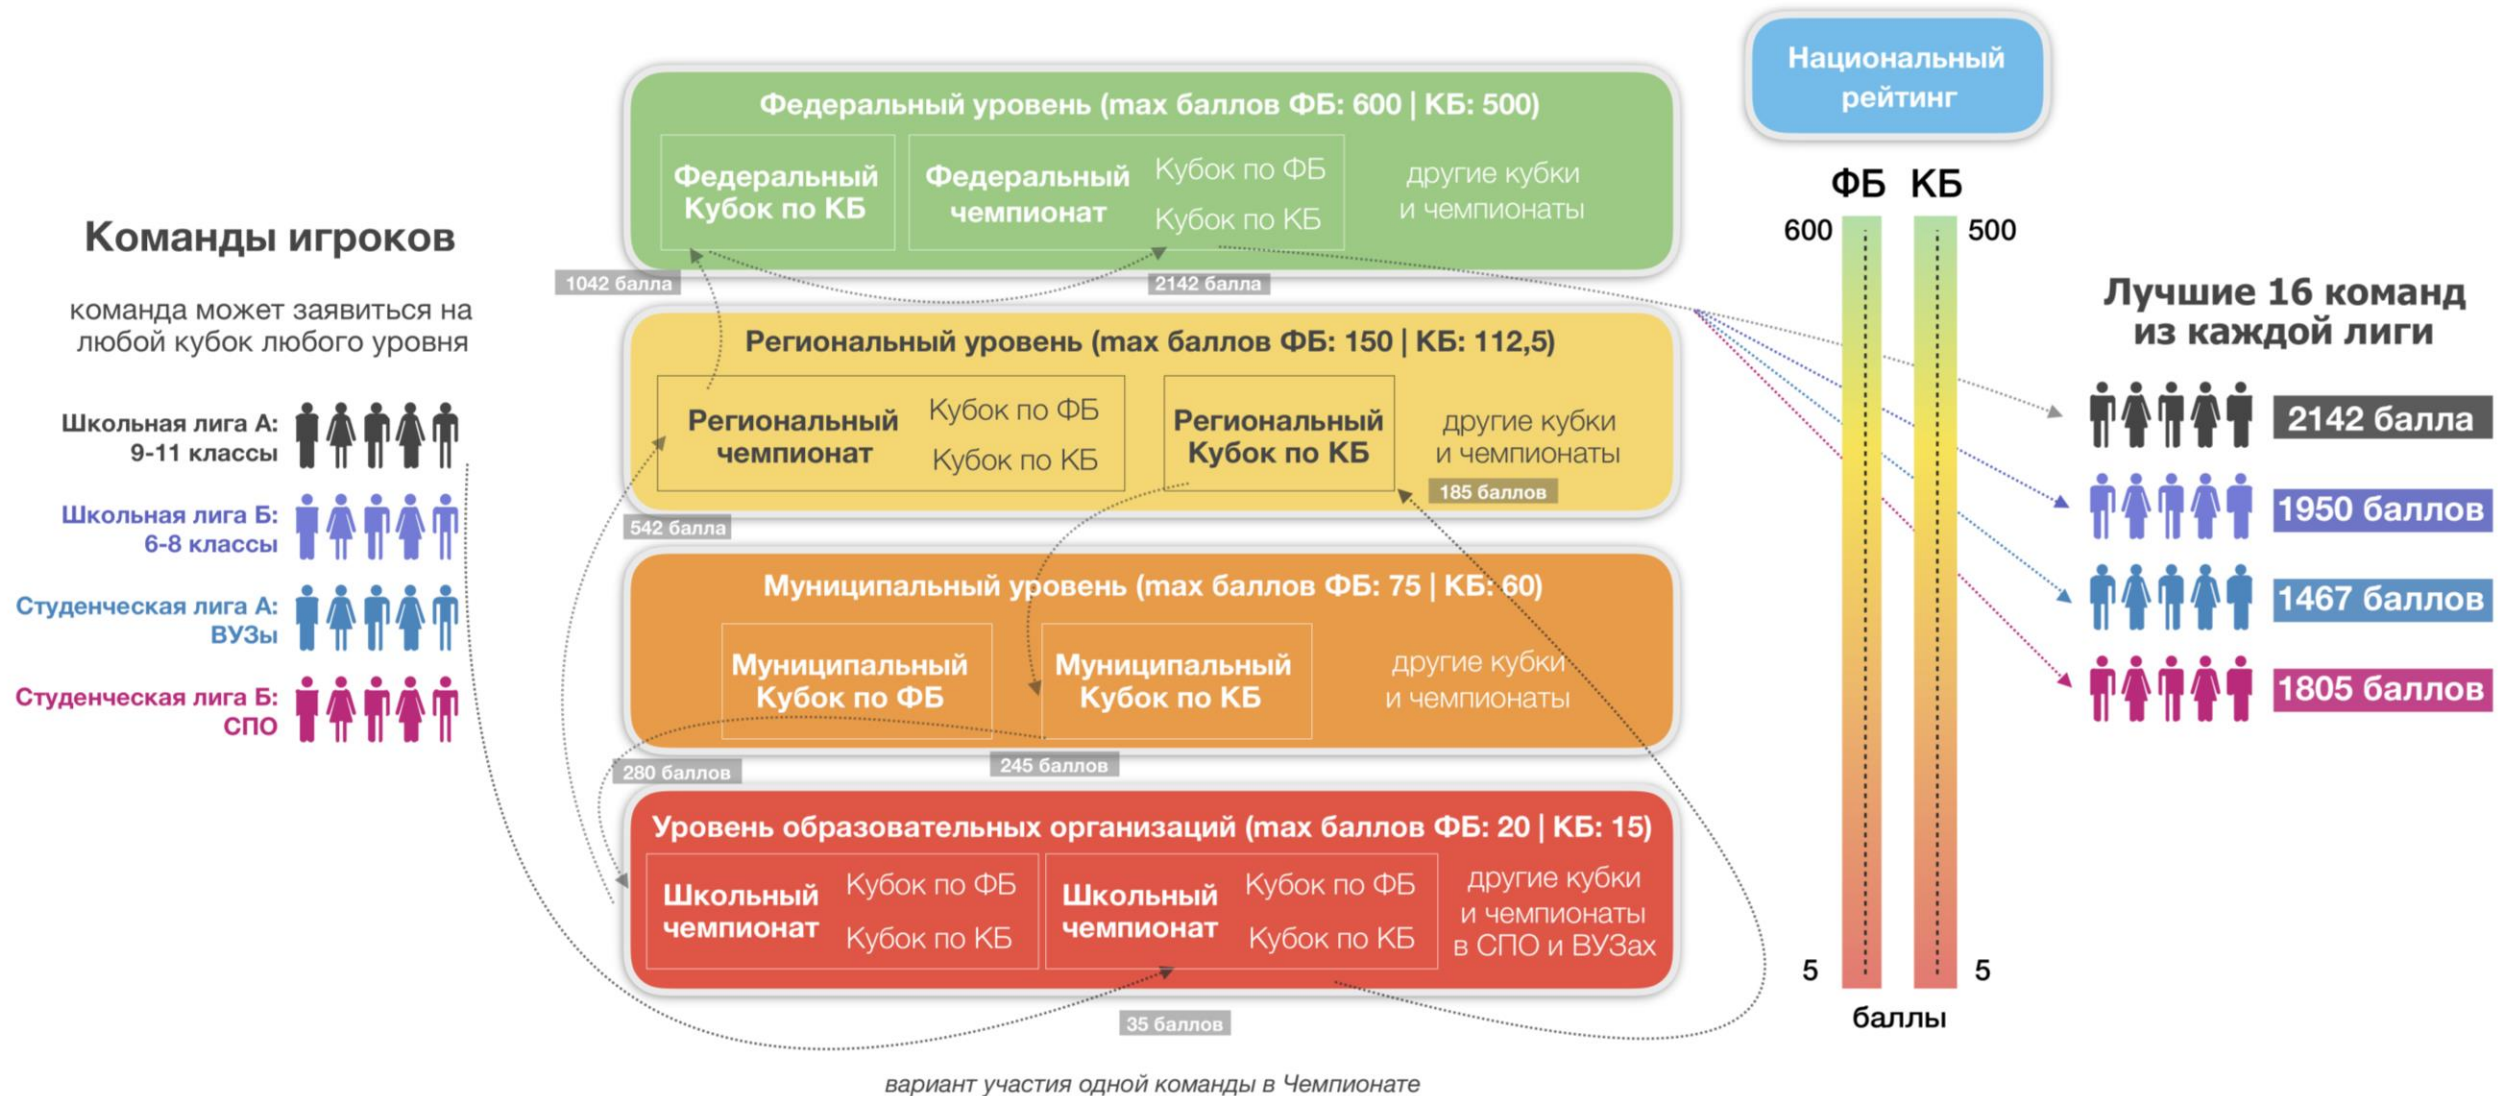 Команды игроков
команда может заявиться на
любой кубок любого уровня
Школьная лига А:
9-11 классы
Школьная лига Б:
6-8 классы
Студенческая лига А:
ВУЗы
Студенческая лига Б:
СПО
Федеральный уровень (max баллов ФБ: 600 | КБ: 500)
Федеральный
Кубок по КБ
Федеральный
чемпионат
Кубок по ФБ
Кубок по КБ
другие кубки
и чемпионаты
1042 балла
2142 балла
Региональный уровень (max баллов ФБ: 150 | КБ: 112,5)
Региональный
чемпионат
Кубок по ФБ
Кубок по КБ
Региональный
Кубок по КБ
другие кубки
и чемпионаты
185 баллов
542 балла
Муниципальный уровень (max баллов ФБ: 75 | КБ: 60)
Муниципальный
Кубок по ФБ
Муниципальный
Кубок по КБ
другие кубки
и чемпионаты
280 баллов
245 баллов
Уровень образовательных организаций (max баллов ФБ: 20 | КБ: 15)
Школьный
чемпионат
Кубок по ФБ
Кубок по КБ
Школьный
чемпионат
Кубок по ФБ
Кубок по КБ
другие кубки
и чемпионаты
в СПО и ВУЗах
35 баллов
вариант участия одной команды в Чемпионате
Национальный
рейтинг
ФБ КБ
600
500
5
5
баллы
Лучшие 16 команд
из каждой лиги
2142 балла
1950 баллов
1467 баллов
1805 баллов